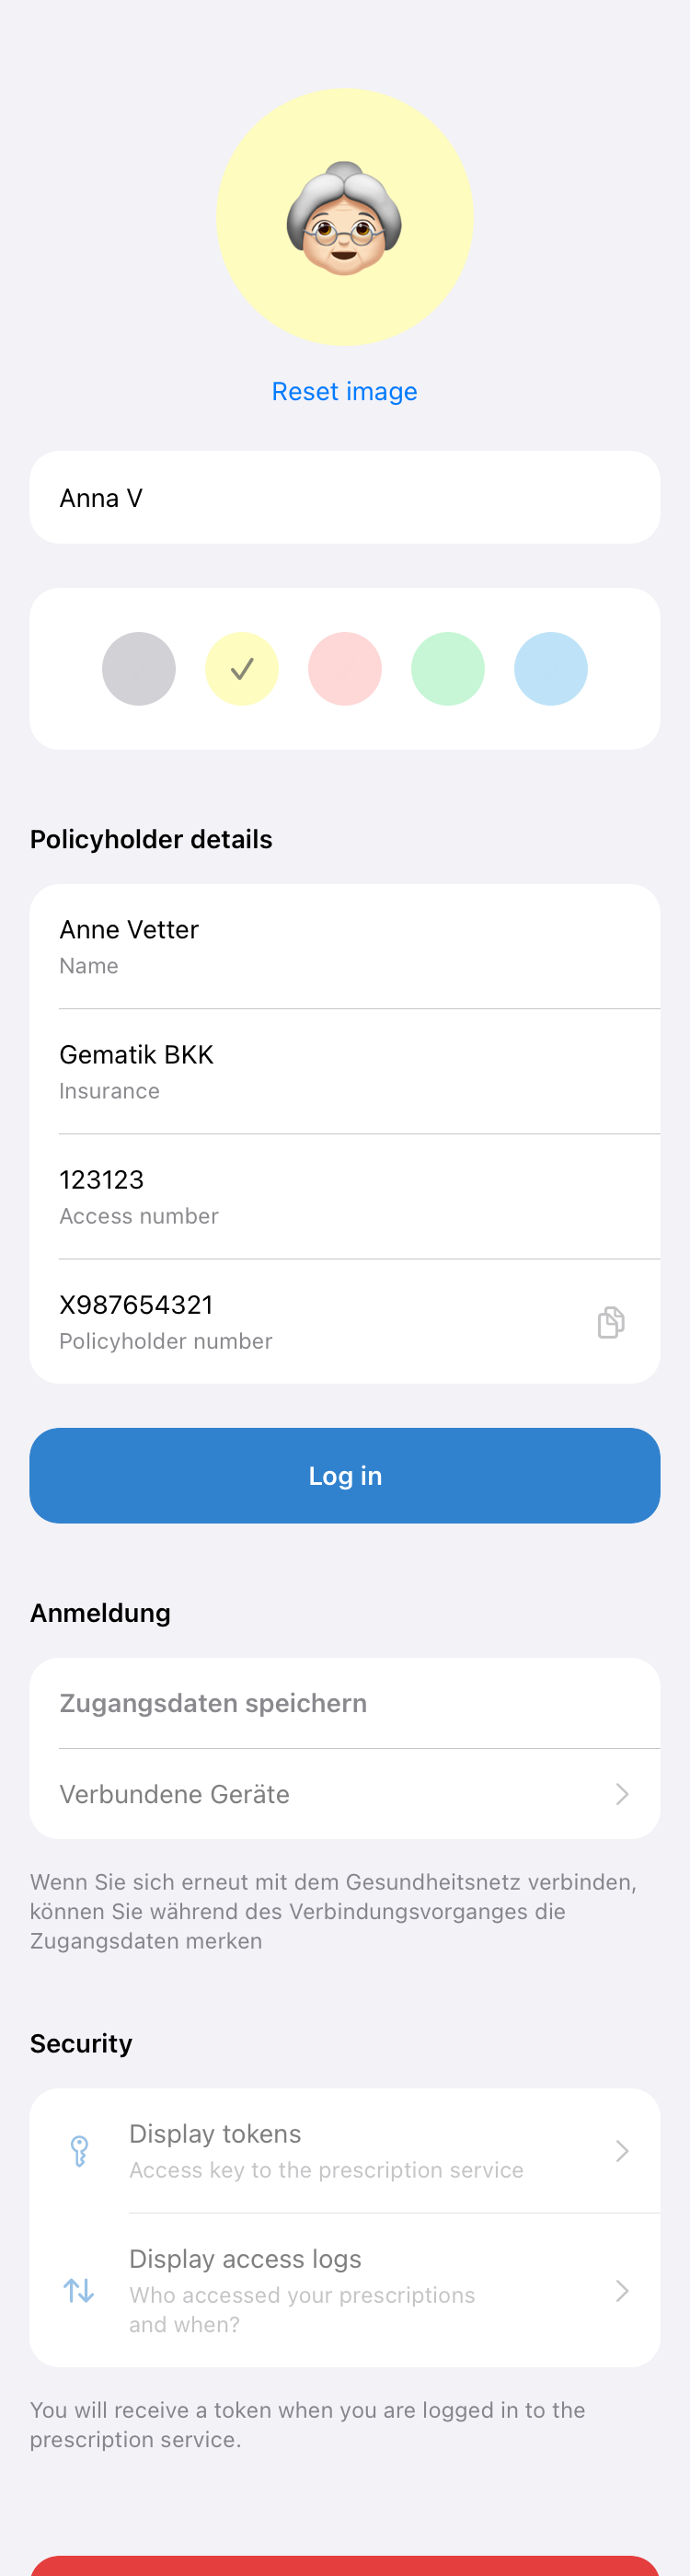 Reset image
Anna V
Policyholder details
Anne Vetter
Name
Gematik BKK
Insurance
123123
Access number
X987654321
Policyholder number
Log in
Anmeldung
Zugangsdaten speichern
Verbundene Geräte
Wenn Sie sich erneut mit dem Gesundheitsnetz verbinden,
können Sie während des Verbindungsvorganges die
Zugangsdaten merken
Security
Display tokens
Access key to the prescription service
Display access logs
Who accessed your prescriptions
and when?
You will receive a token when you are logged in to the
prescription service.